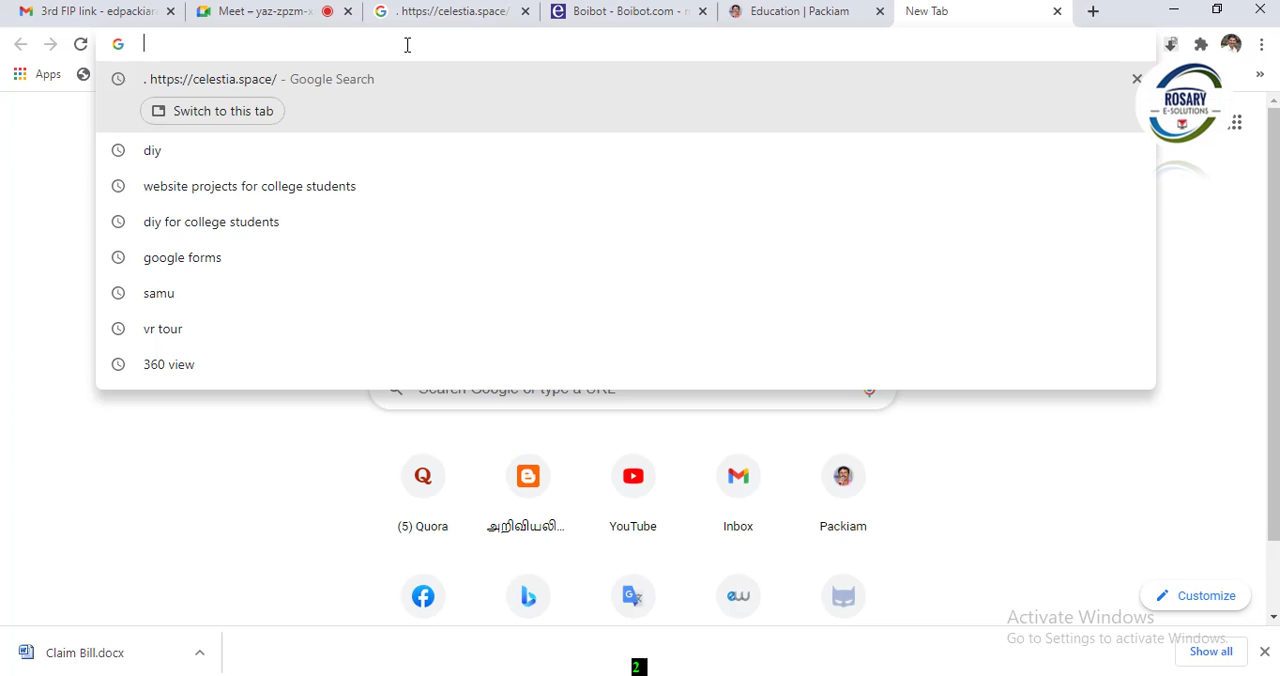 3rd FIP link - edpackiar
Meet – yaz-zpzm-x
. https://celestia.space/
Boibot - Boibot.com - m
Education | Packiam
New Tab
Apps
. https://celestia.space/ - Google Search
Switch to this tab
ROSARY
E-SOLUTIONS
diy
website projects for college students
diy for college students
google forms
samu
vr tour
360 view
Search Google or type a URL
(5) Quora
அறிவியலி...
YouTube
Inbox
Packiam
Customize
Activate Windows
Go to Settings to activate Windows.
Claim Bill.docx
Show all
2